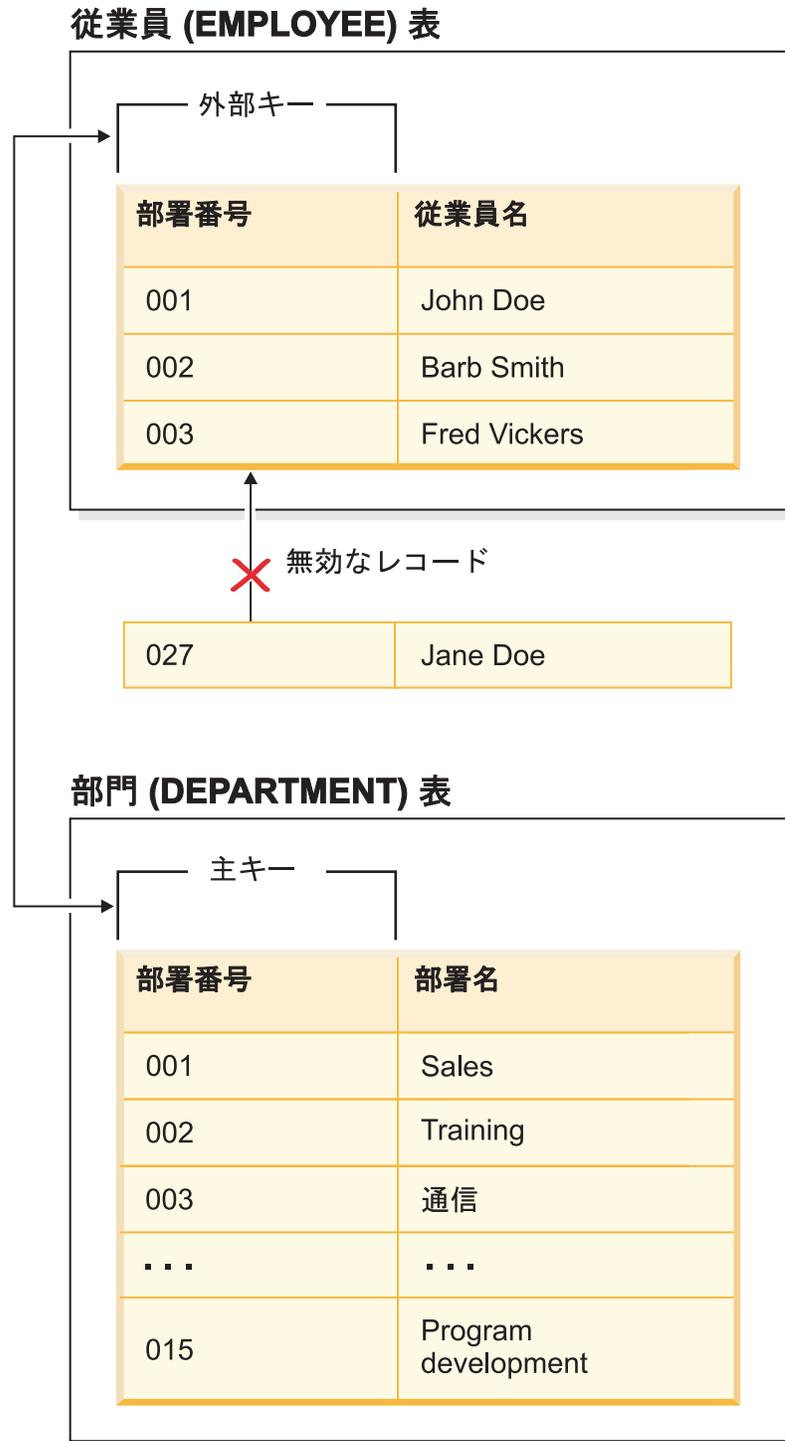 従業員 (EMPLOYEE) 表
外部キー
部署番号 従業員名
001 John Doe
002 Barb Smith
003 Fred Vickers
無効なレコード
027 Jane Doe
部門 (DEPARTMENT) 表
主キー
部署番号 部署名
001 Sales
002 Training
003 通信
... ...
015 Program
development